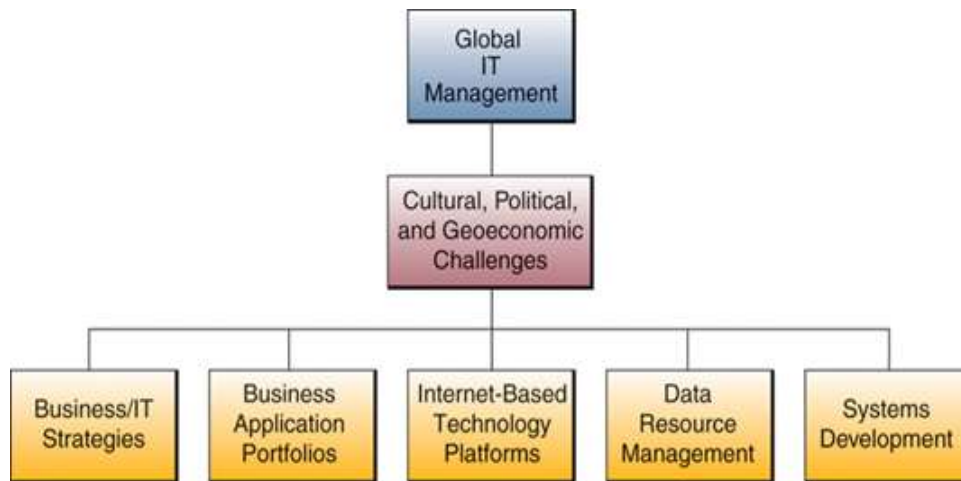 Global
IT
Management
Cultural, Political,
and Geoeconomic
Challenges
Business/IT
Strategies
Business
Application
Portfolios
Internet-Based
Technology
Platforms
Data
Resource
Management
Systems
Development